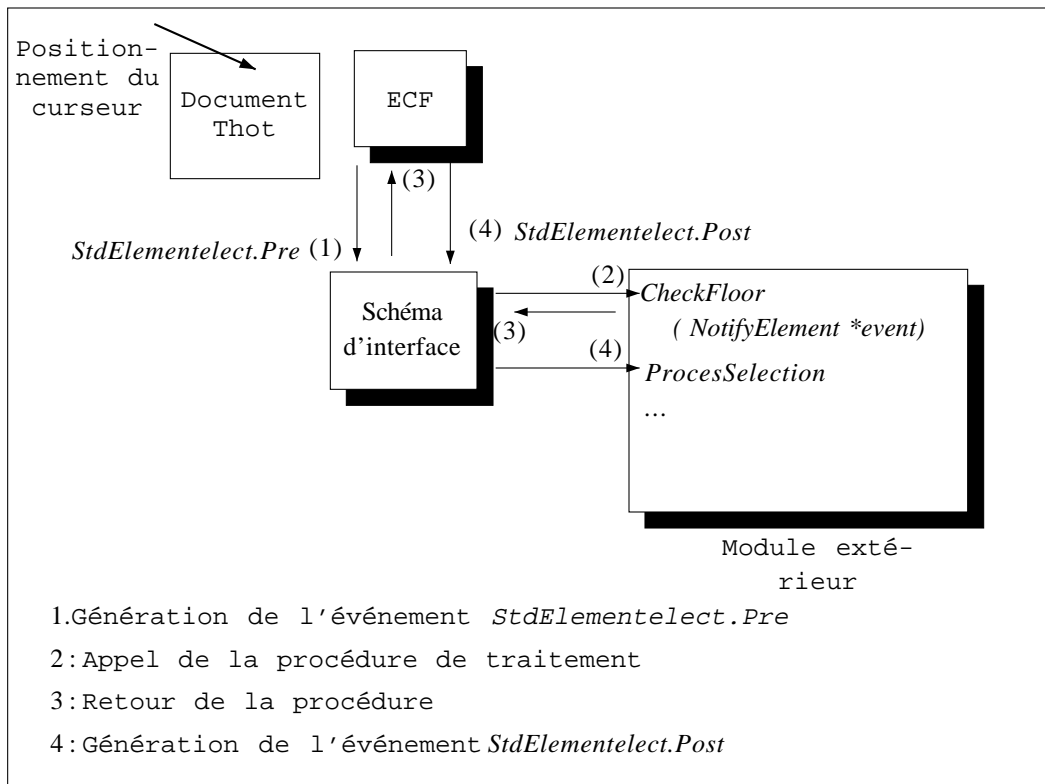 Position-
nement du
curseur
Document
Thot
ECF
(3)
(4) StdElementelect.Post
StdElementelect.Pre (1)
Schéma
d'interface
(2)
CheckFloor
(3)
( NotifyElement *event)
(4)
ProcesSelection
...
Module exté-
rieur
1.Génération de l'événement StdElementelect.Pre
2:Appel de la procédure de traitement
3:Retour de la procédure
4:Génération de l'événement StdElementelect.Post